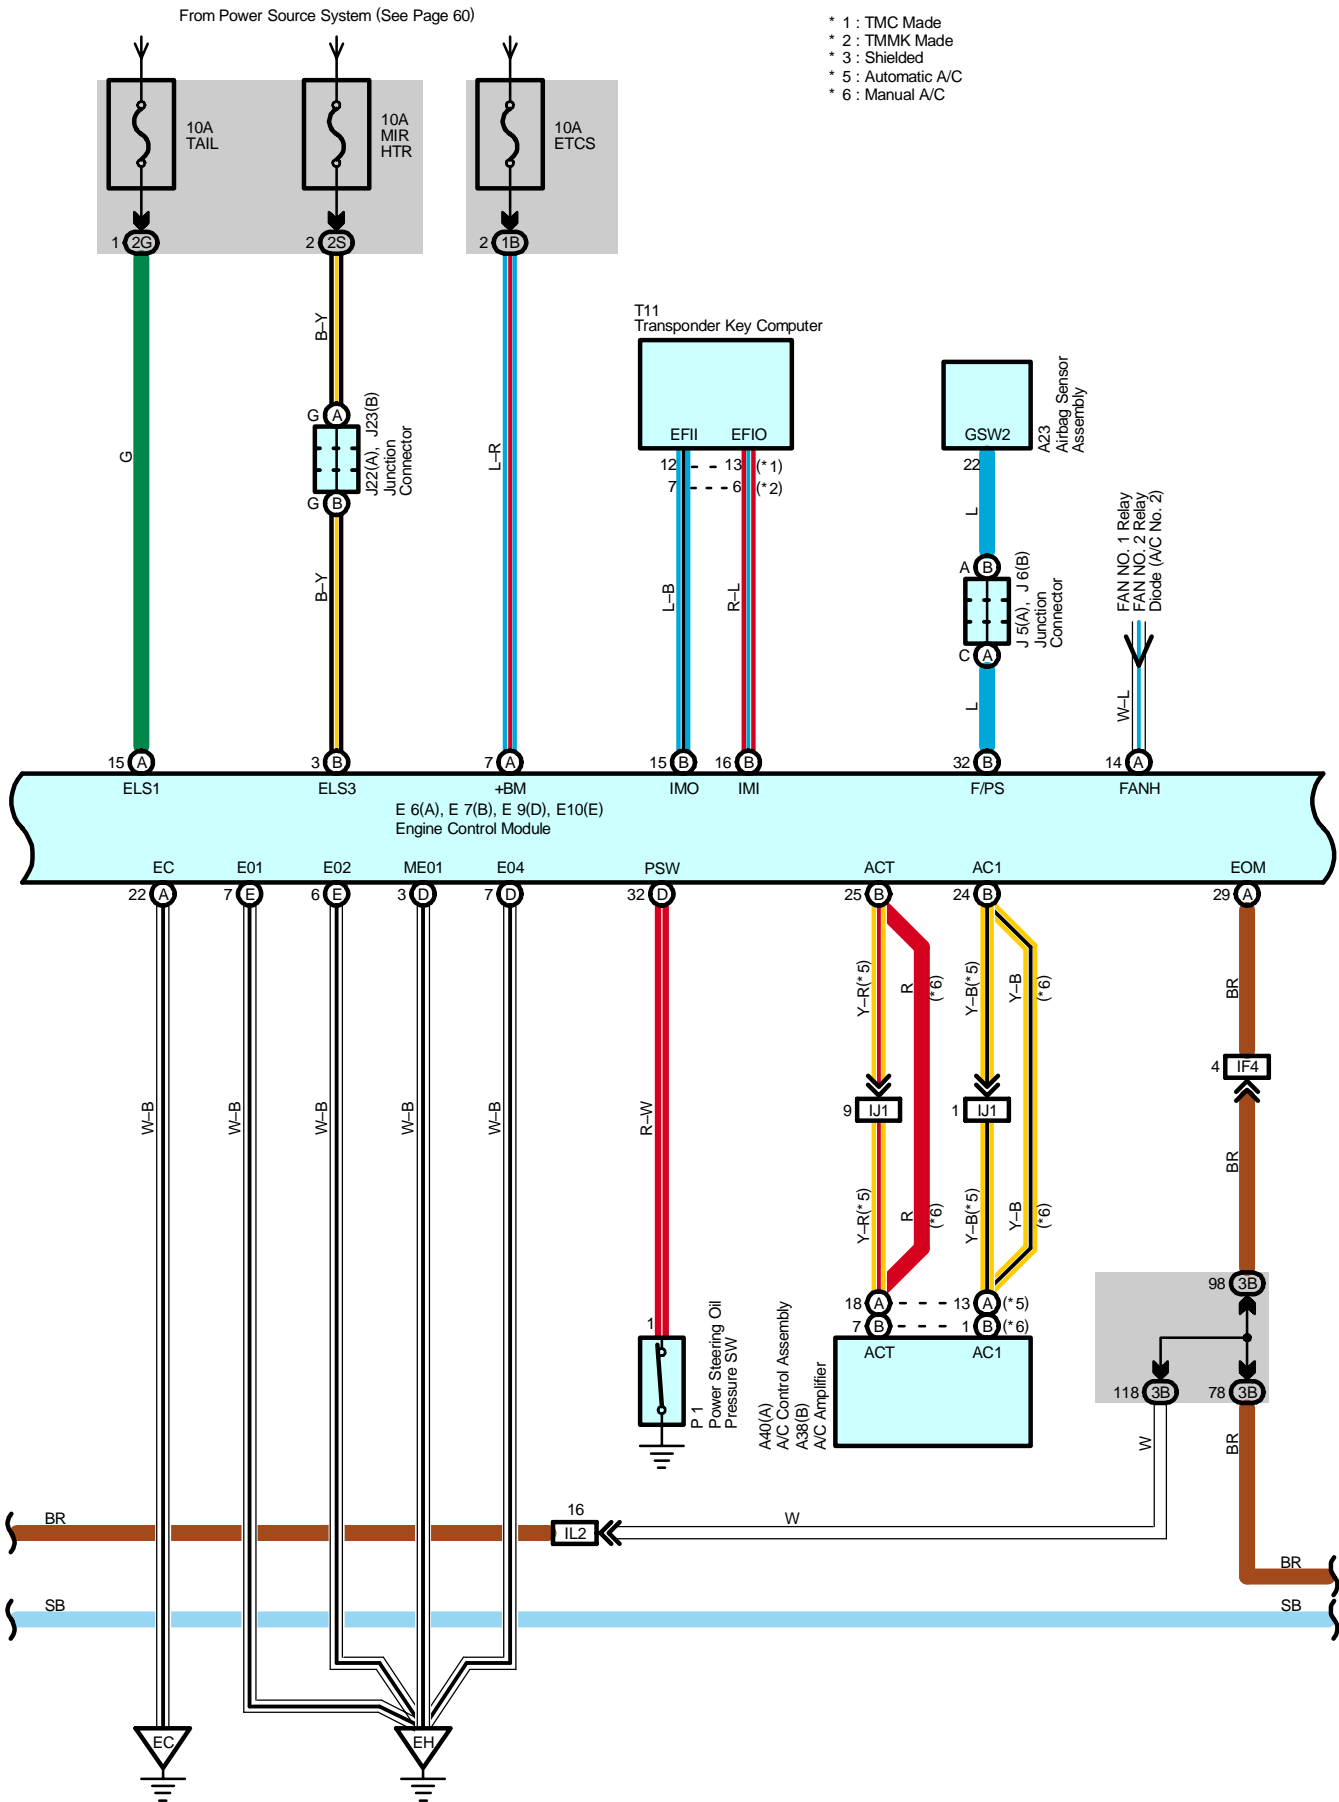 From Power Source System (See Page 60)
* 1 : TMC Made
* 2 : TMMK Made
* 3 : Shielded
* 5 : Automatic A/C
* 6 : Manual A/C
10A
TAIL
10A
MIR
HTR
10A
ETCS
1 2G
2 2S
2 1B
G
B–Y
L–R
G A
J22(A), J23(B)
Junction
Connector
G B
B–Y
T11
Transponder Key Computer
EFII EFIO
12 13 (* 1)
7 6 (* 2)
L–B
R–L
GSW2
A23
Airbag Sensor
Assembly
22
L
A B
J 5(A), J 6(B)
Junction
Connector
C A
L
FAN NO. 1 Relay
FAN NO. 2 Relay
Diode (A/C No. 2)
W–L
15 A 3 B 7 A 15 B 16 B 32 B 14 A
ELS1 ELS3 +BM IMO IMI F/PS FANH
E 6(A), E 7(B), E 9(D), E10(E)
Engine Control Module
EC E01 E02 ME01 E04 PSW ACT AC1 EOM
22 A 7 E 6 E 3 D 7 D 32 D 25 B 24 B 29 A
W–B
W–B
W–B
W–B
W–B
R–W
Y–R(* 5)
R
(* 6)
Y–B(* 5)
Y–B
(* 6)
BR
9 IJ1
1 IJ1
4 IF4
Y–R(* 5)
R
(* 6)
Y–B(* 5)
Y–B
(* 6)
BR
98 3B
18 A 13 A (* 5)
7 B 1 B (* 6)
ACT AC1
A40(A)
A/C Control Assembly
A38(B)
A/C Amplifier
1
P 1
Power Steering Oil
Pressure SW
118 3B 78 3B
W
BR
BR
16
IL2
W
BR
SB
SB
EC
EH